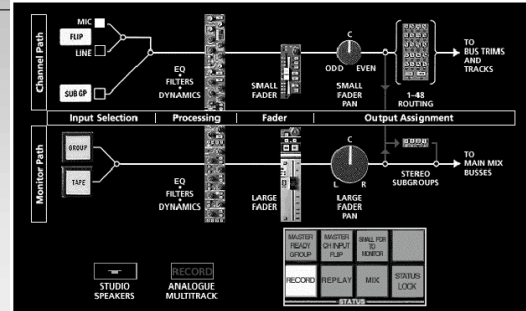 Channel Path
MIC
FLIP
LINE
SUB GP
EQ
•
FILTERS
•
DYNAMICS
SMALL
FADER
C
ODD EVEN
SMALL
FADER
PAN
1–48
ROUTING
TO
BUS TRIMS
AND
TRACKS
Input Selection
Processing
Fader
Output Assignment
Monitor Path
GROUP
TAPE
EQ
•
FILTERS
•
DYNAMICS
LARGE
FADER
C
L R
LARGE
FADER
PAN
STEREO
SUBGROUPS
TO
MAIN MIX
BUSSES
STUDIO
SPEAKERS
RECORD
ANALOGUE
MULTITRACK
MASTER
READY
GROUP
MASTER
CH INPUT
FLIP
SMALL FDR
TO
MONITOR
RECORD
REPLAY
MIX
STATUS
LOCK
STATUS